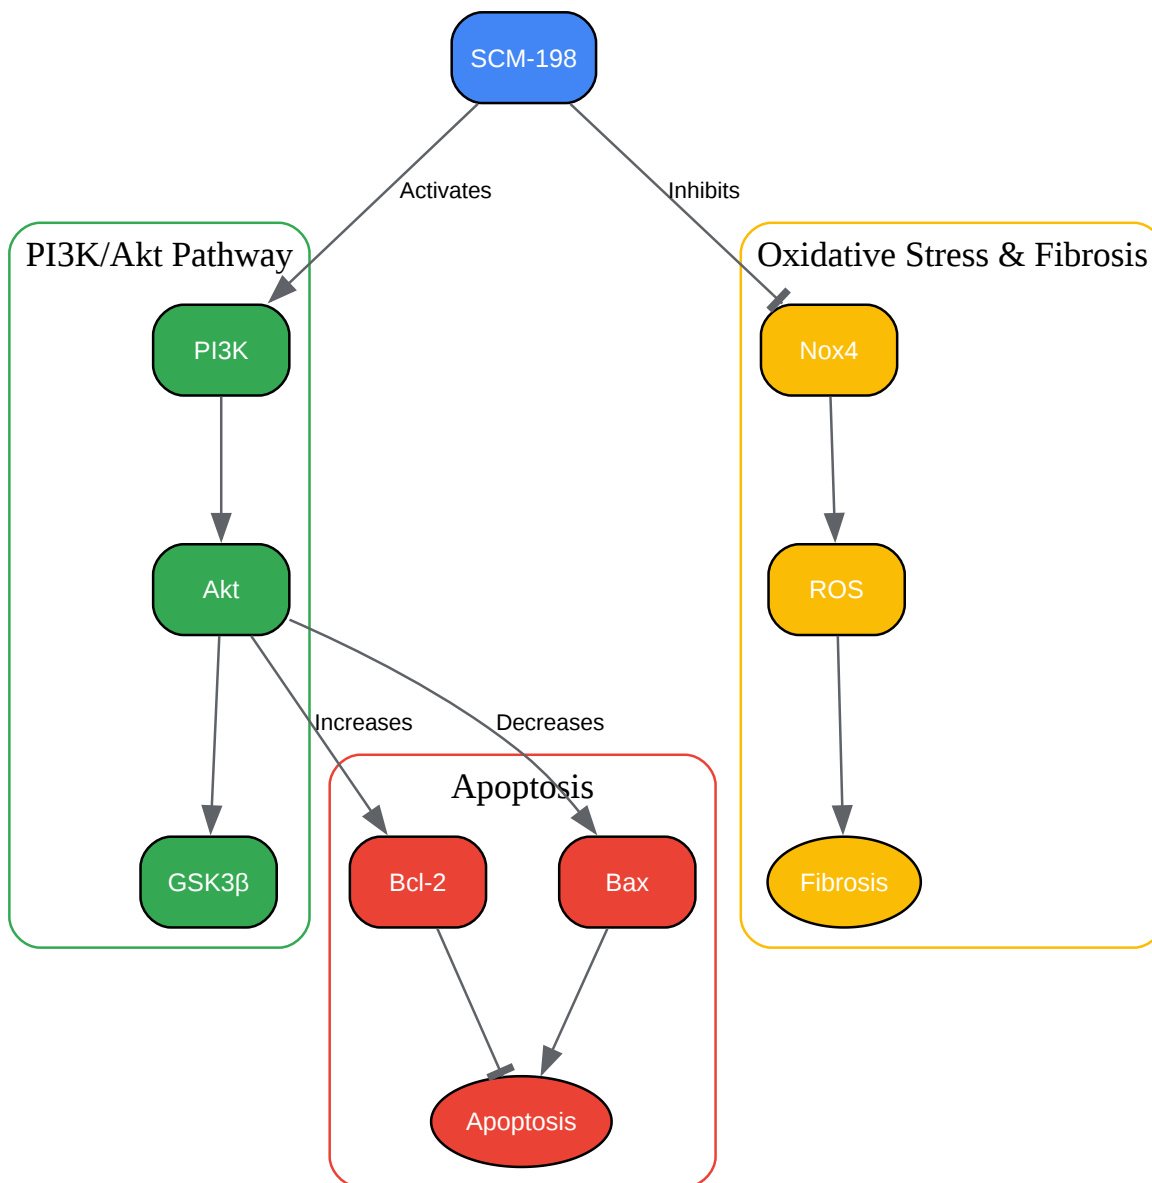 SCM-198
Activates
Inhibits
PI3K/Akt Pathway
Oxidative Stress & Fibrosis
PI3K
Nox4
Akt
ROS
Increases
Decreases
Apoptosis
GSK3β
Bcl-2
Bax
Fibrosis
Apoptosis